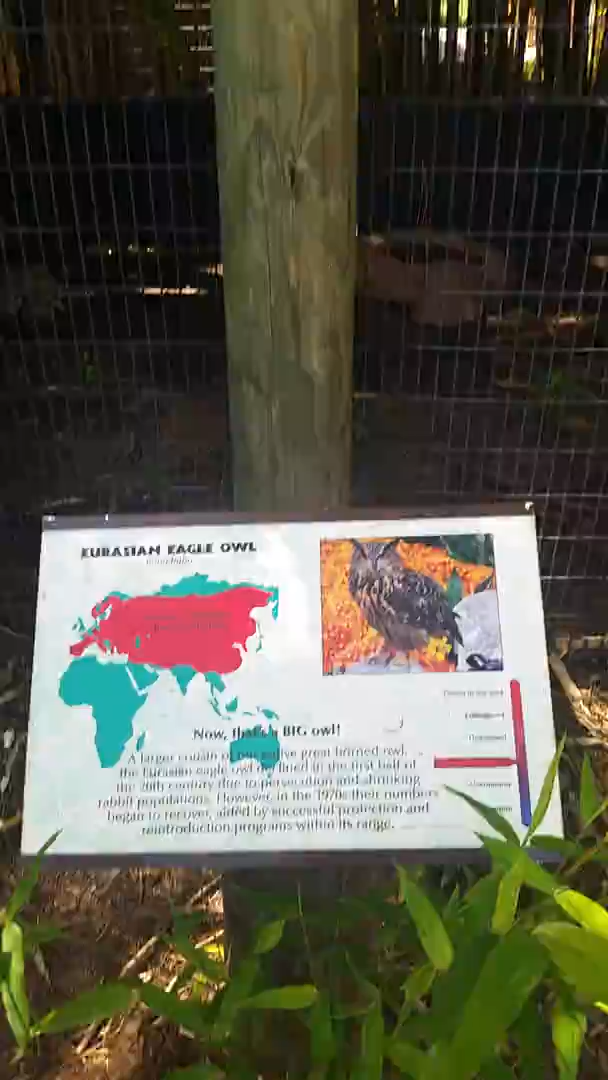 EURASIAN EAGLE OWL
Now, that's a BIG owl!
A larger cousin of our native great horned owl,
the Eurasian eagle owl declined in the first half of
the 20th century due to persecution and shrinking
rabbit populations. However, in the 1970s their numbers
began to recover, aided by successful protection and
reintroduction programs within its range.